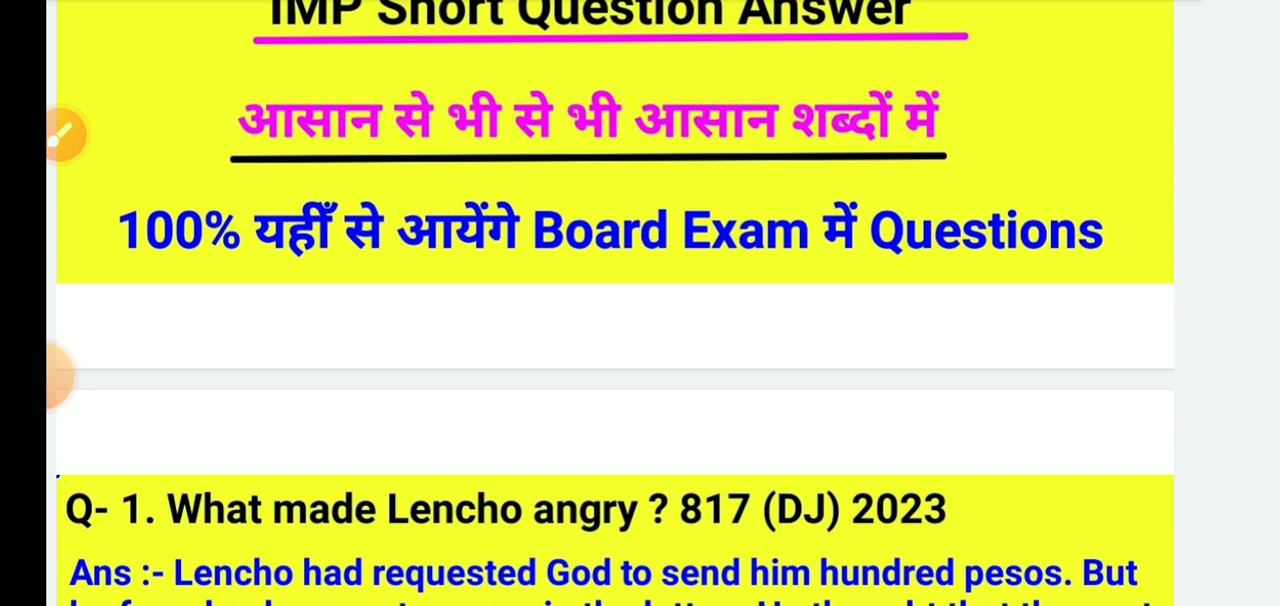 IMP Short Question Answer
आसान से भी से भी आसान शब्दों में
100% यहीँ से आयेंगे Board Exam में Questions
Q- 1. What made Lencho angry ? 817 (DJ) 2023
Ans :- Lencho had requested God to send him hundred pesos. But